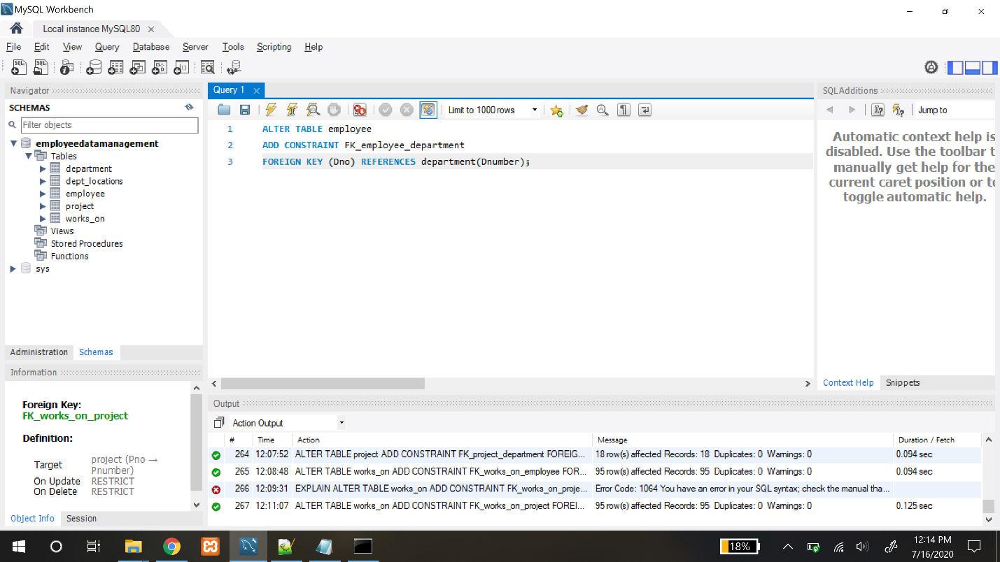 MySQL Workbench
Local instance MySQL80
File Edit View Query Database Server Tools Scripting Help
Navigator
SCHEMAS
Filter objects
employeedatamanagement
Tables
department
dept_locations
employee
project
works_on
Views
Stored Procedures
Functions
sys
Administration Schemas
Information
Foreign Key:
FK_works_on_project
Definition:
Target project (Pno →
Pnumber)
On Update RESTRICT
On Delete RESTRICT
Object Info Session
Query 1
Limit to 1000 rows
1 ALTER TABLE employee
2 ADD CONSTRAINT FK_employee_department
3 FOREIGN KEY (Dno) REFERENCES department(Dnumber);
SQLAdditions
Jump to
Automatic context help is
disabled. Use the toolbar t
manually get help for the
current caret position or to
toggle automatic help.
Context Help Snippets
Output
Action Output
# Time Action Message Duration / Fetch
264 12:07:52 ALTER TABLE project ADD CONSTRAINT FK_project_department FOREIG... 18 row(s) affected Records: 18 Duplicates: 0 Warnings: 0 0.094 sec
265 12:08:48 ALTER TABLE works_on ADD CONSTRAINT FK_works_on_employee FOR... 95 row(s) affected Records: 95 Duplicates: 0 Warnings: 0 0.094 sec
266 12:09:31 EXPLAIN ALTER TABLE works_on ADD CONSTRAINT FK_works_on_proje... Error Code: 1064 You have an error in your SQL syntax; check the manual tha...
267 12:11:07 ALTER TABLE works_on ADD CONSTRAINT FK_works_on_project FOREI... 95 row(s) affected Records: 95 Duplicates: 0 Warnings: 0 0.125 sec
18%
12:14 PM
7/16/2020